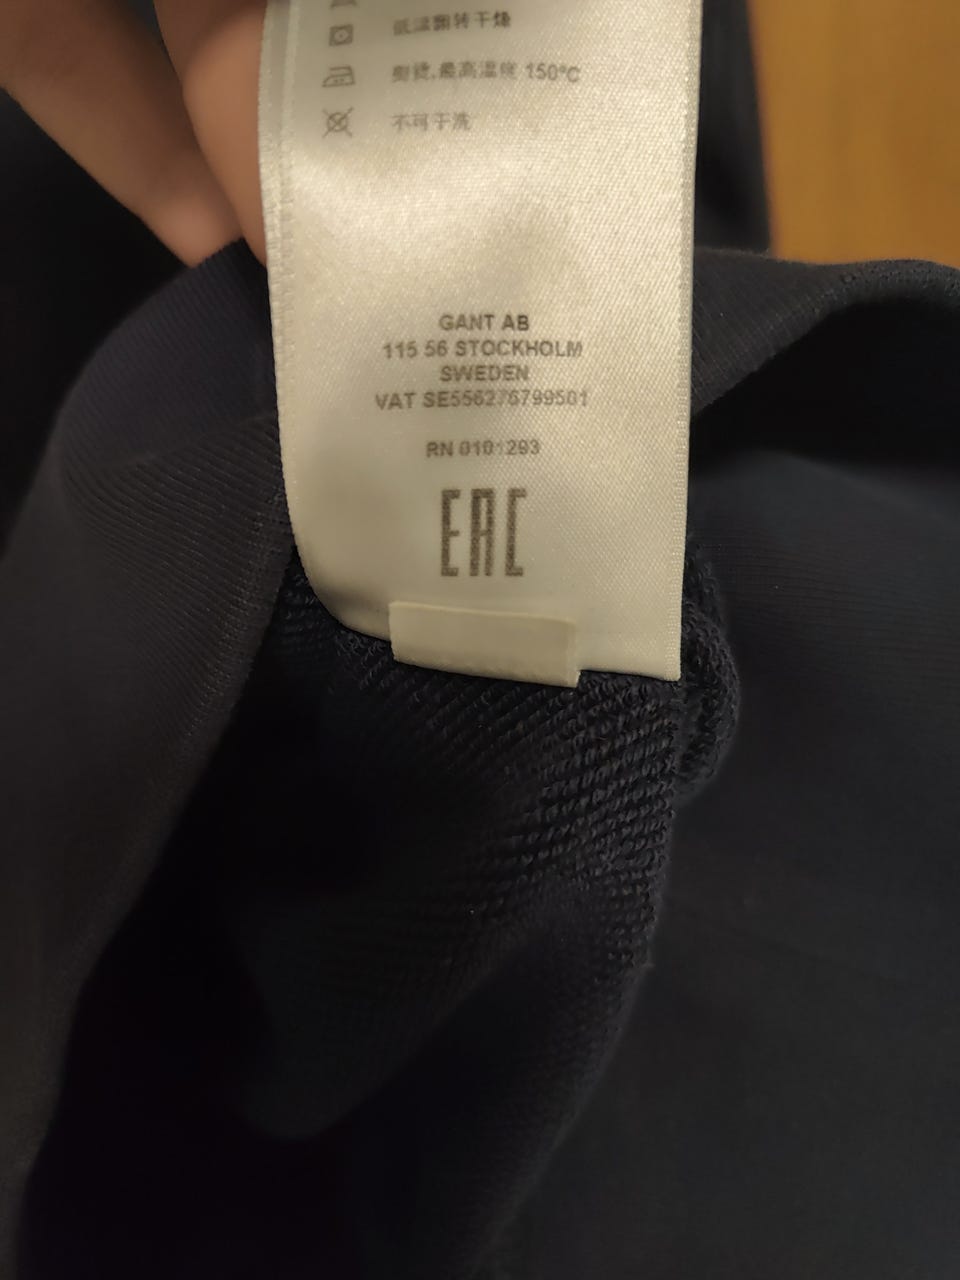 低温翻转干燥
熨烫,最高温度 150°C
不可干洗
GANT AB
115 56 STOCKHOLM
SWEDEN
VAT SE556276799501
RN 0101293
EAC